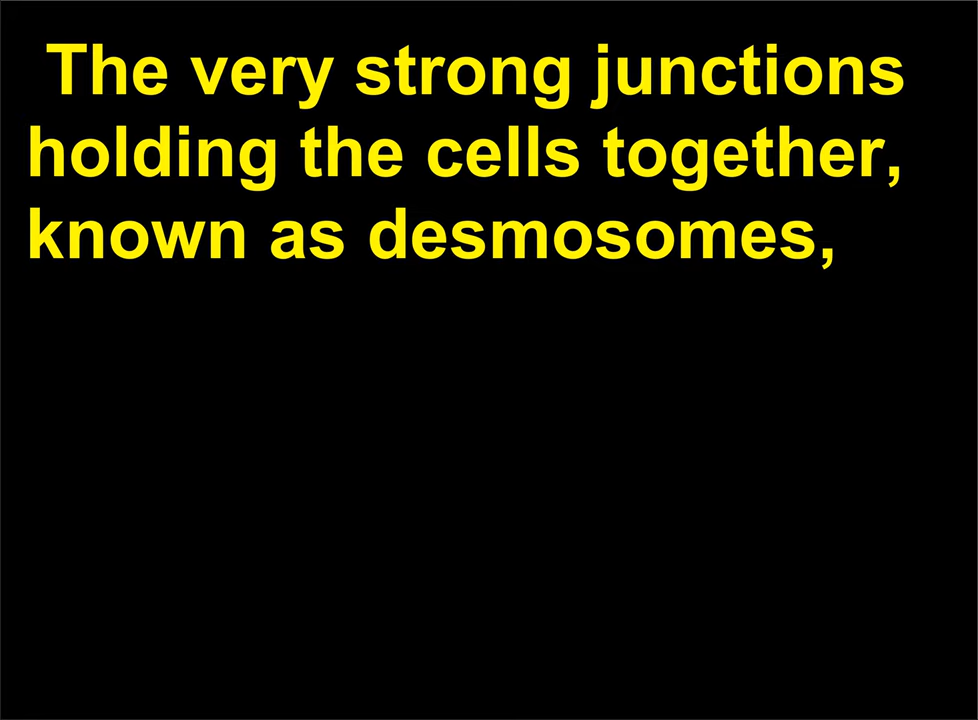 The very strong junctions
holding the cells together,
known as desmosomes,